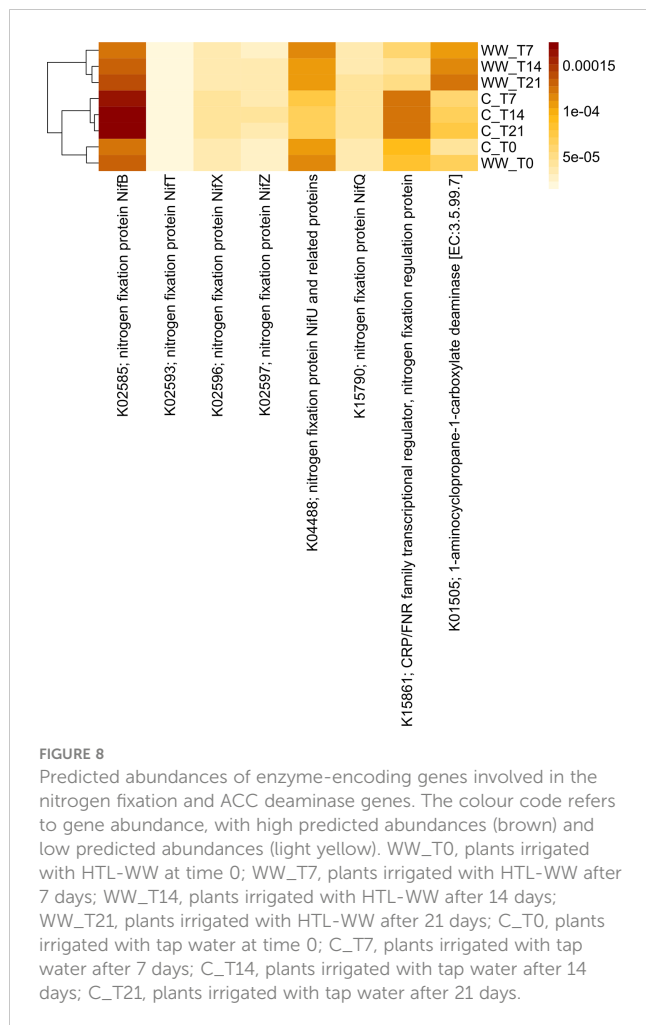 WW_T7
WW_T14
WW_T21
C_T7
C_T14
C_T21
C_T0
WW_T0
0.00015
1e-04
5e-05
K02585; nitrogen fixation protein NifB
K02593; nitrogen fixation protein NifT
K02596; nitrogen fixation protein NifX
K02597; nitrogen fixation protein NifZ
K04488; nitrogen fixation protein NifU and related proteins
K15790; nitrogen fixation protein NifQ
K15861; CRP/FNR family transcriptional regulator, nitrogen fixation regulation protein
K01505; 1-aminocyclopropane-1-carboxylate deaminase [EC:3.5.99.7]
FIGURE 8
Predicted abundances of enzyme-encoding genes involved in the
nitrogen fixation and ACC deaminase genes. The colour code refers
to gene abundance, with high predicted abundances (brown) and
low predicted abundances (light yellow). WW_T0, plants irrigated
with HTL-WW at time 0; WW_T7, plants irrigated with HTL-WW after
7 days; WW_T14, plants irrigated with HTL-WW after 14 days;
WW_T21, plants irrigated with HTL-WW after 21 days; C_T0, plants
irrigated with tap water at time 0; C_T7, plants irrigated with tap
water after 7 days; C_T14, plants irrigated with tap water after 14
days; C_T21, plants irrigated with tap water after 21 days.